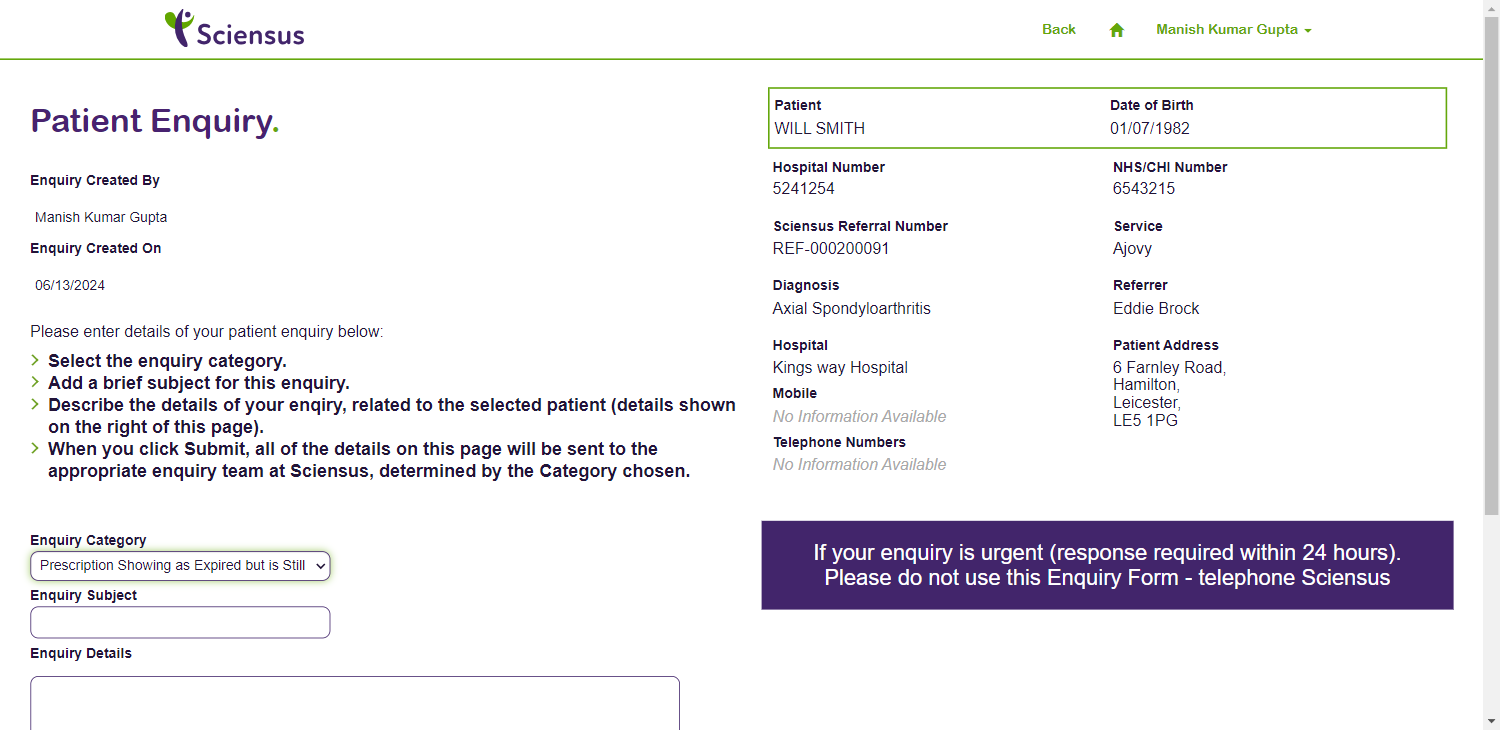 Sciensus
Back
Manish Kumar Gupta
Patient Enquiry.
Enquiry Created By
Manish Kumar Gupta
Enquiry Created On
06/13/2024
Please enter details of your patient enquiry below:
Select the enquiry category.
Add a brief subject for this enquiry.
Describe the details of your enqiry, related to the selected patient (details shown
on the right of this page).
When you click Submit, all of the details on this page will be sent to the
appropriate enquiry team at Sciensus, determined by the Category chosen.
Enquiry Category
Prescription Showing as Expired but is Still
Enquiry Subject
Enquiry Details
Patient Date of Birth
WILL SMITH 01/07/1982
Hospital Number NHS/CHI Number
5241254 6543215
Sciensus Referral Number Service
REF-000200091 Ajovy
Diagnosis Referrer
Axial Spondyloarthritis Eddie Brock
Hospital Patient Address
Kings way Hospital 6 Farnley Road,
Hamilton,
Leicester,
LE5 1PG
Mobile
No Information Available
Telephone Numbers
No Information Available
If your enquiry is urgent (response required within 24 hours).
Please do not use this Enquiry Form - telephone Sciensus